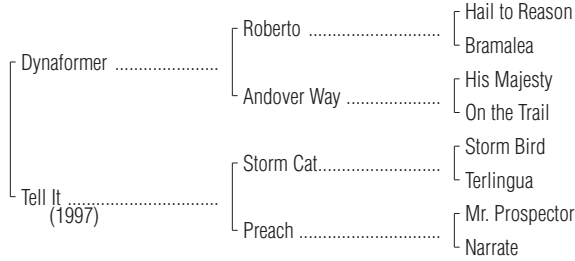 Hail to Reason
Roberto ................................
Bramalea
Dynaformer ........................
His Majesty
Andover Way ......................
On the Trail
Storm Bird
Storm Cat.............................
Terlingua
Tell It ...................................
(1997)
Mr. Prospector
Preach .................................
Narrate